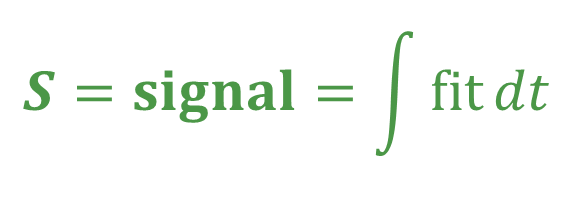 S = signal = ∫ fit dt